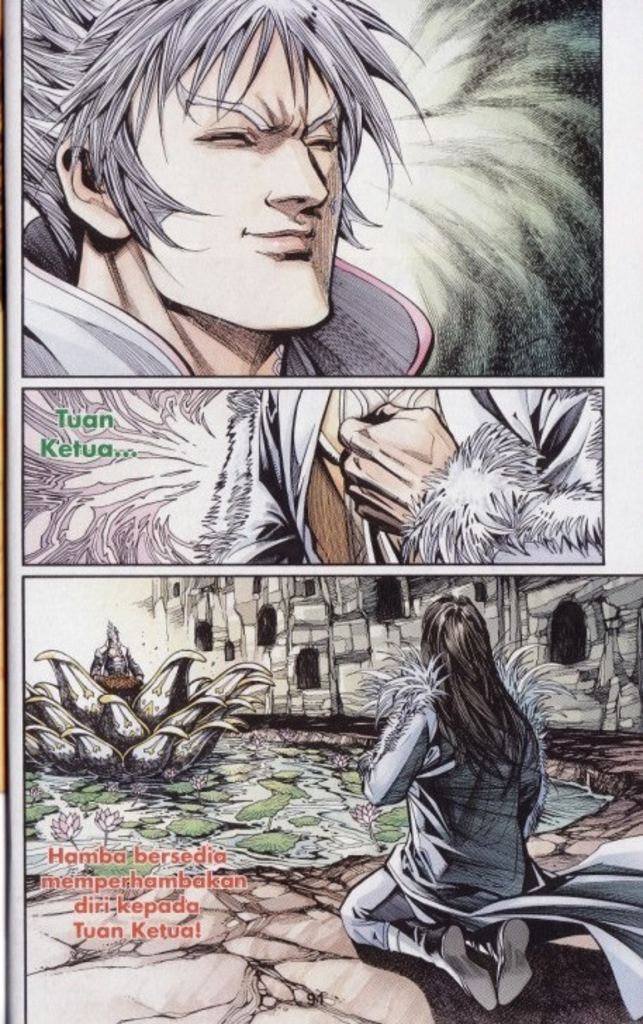 Tuan
Ketua...
Hamba bersedia
memperhambakan
diri kepada
Tuan Ketua!
91